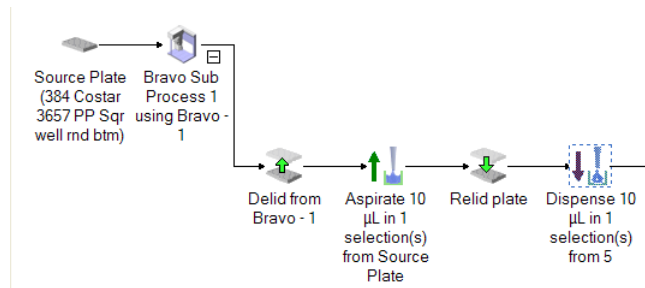 Source Plate
(384 Costar
3657 PP Sqr
well rnd btm)
Bravo Sub
Process 1
using Bravo -
1
Delid from
Bravo - 1
Aspirate 10
µL in 1
selection(s)
from Source
Plate
Relid plate
Dispense 10
µL in 1
selection(s)
from 5